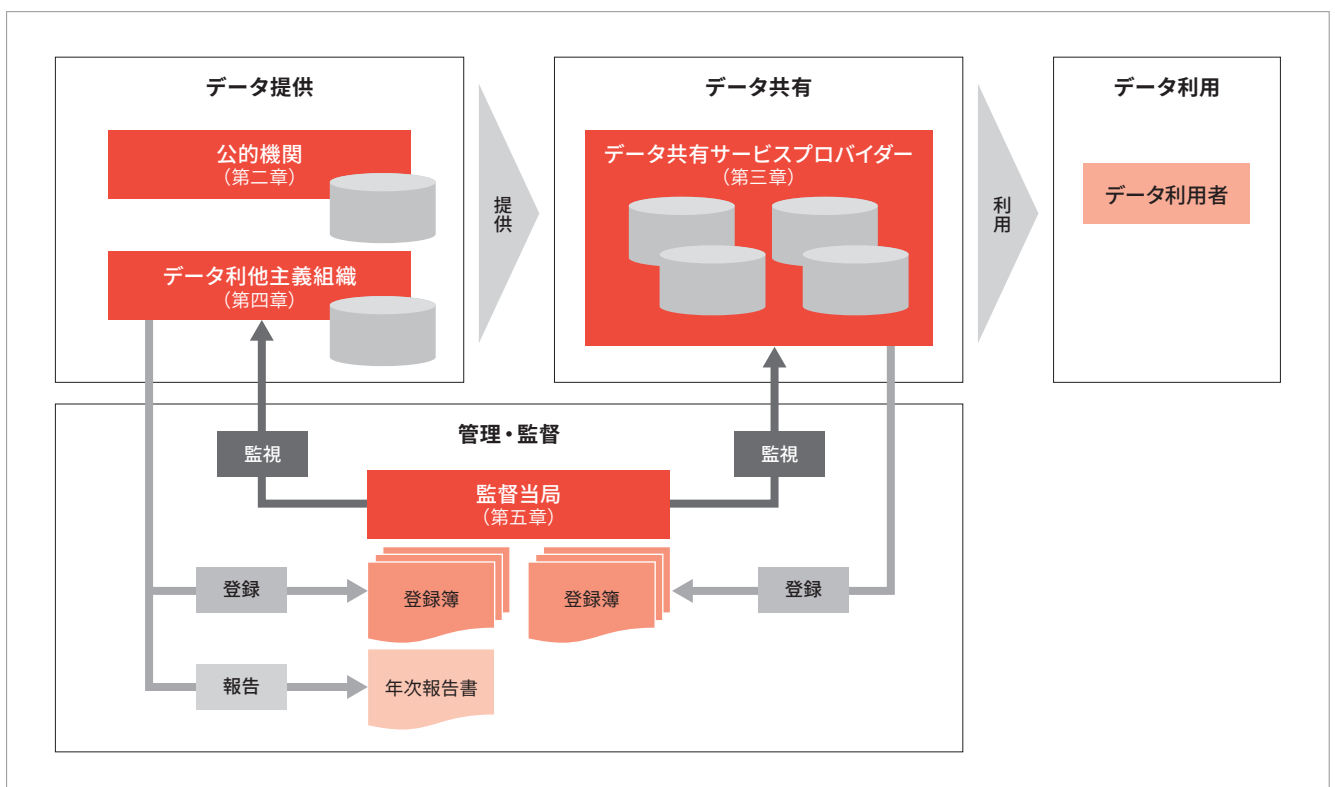 データ提供
公的機関
（第二章）
データ利他主義組織
（第四章）
提供
データ共有
データ共有サービスプロバイダー
（第三章）
利用
データ利用
データ利用者
管理・監督
監視
監視
監督当局
（第五章）
登録
登録簿
登録簿
登録
報告
年次報告書